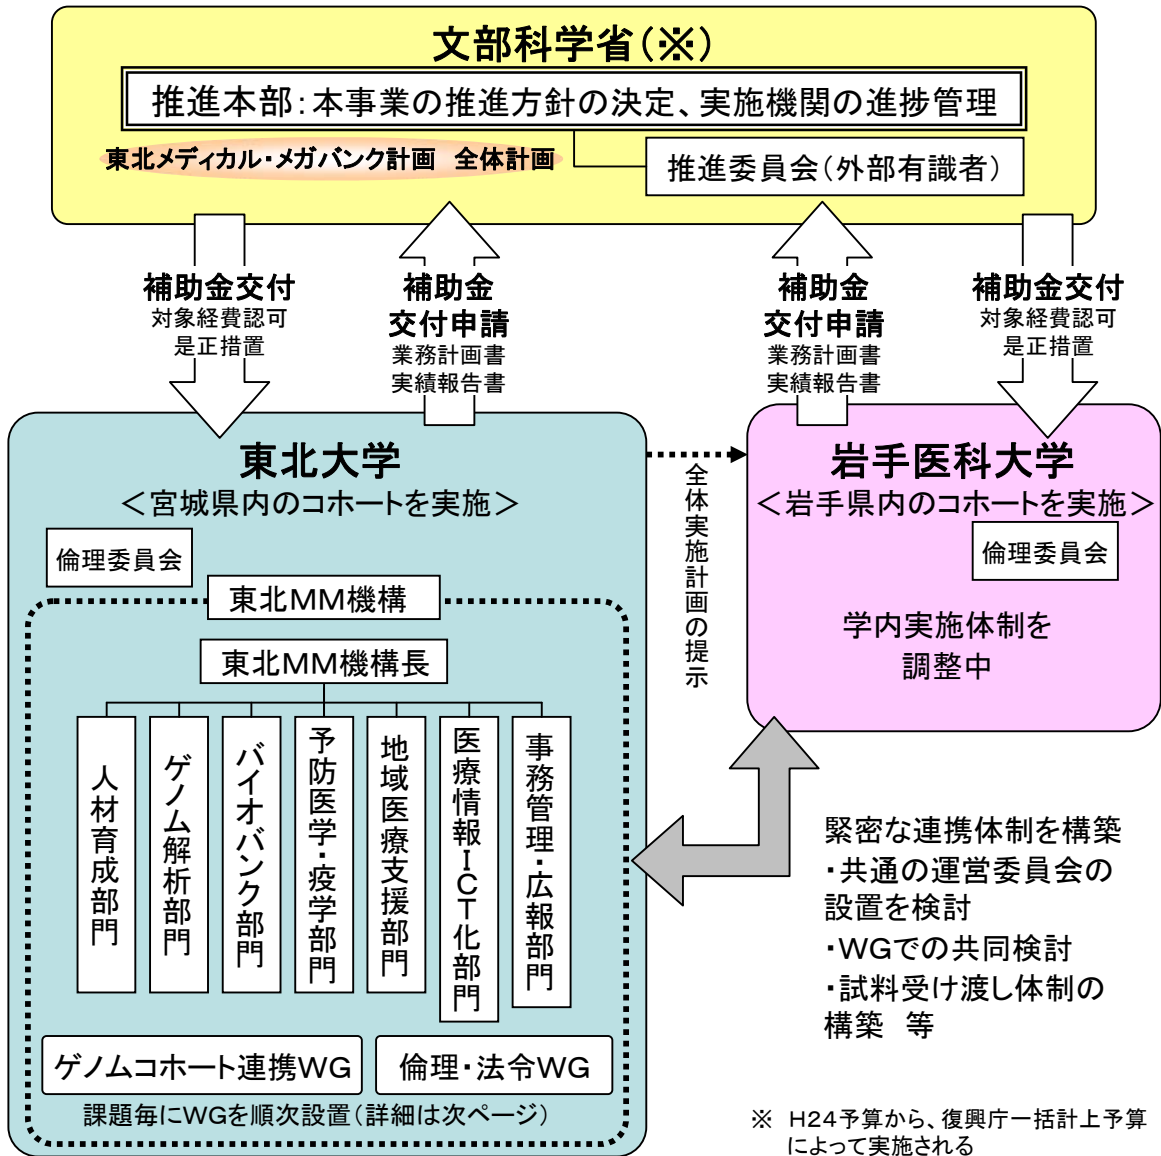 文部科学省(※)
推進本部:本事業の推進方針の決定、実施機関の進捗管理
東北メディカル・メガバンク計画 全体計画
推進委員会(外部有識者)
補助金交付
対象経費認可
是正措置
補助金
交付申請
業務計画書
実績報告書
補助金
交付申請
業務計画書
実績報告書
補助金交付
対象経費認可
是正措置
東北大学
<宮城県内のコホートを実施>
倫理委員会
東北MM機構
東北MM機構長
人材育成部門
ゲノム解析部門
バイオバンク部門
予防医学・疫学部門
地域医療支援部門
医療情報ICT化部門
事務管理・広報部門
ゲノムコホート連携WG
倫理・法令WG
課題毎にWGを順次設置(詳細は次ページ)
全体実施計画の提示
岩手医科大学
<岩手県内のコホートを実施>
倫理委員会
学内実施体制を
調整中
緊密な連携体制を構築
・共通の運営委員会の
設置を検討
・WGでの共同検討
・試料受け渡し体制の
構築 等
※ H24予算から、復興庁一括計上予算
によって実施される